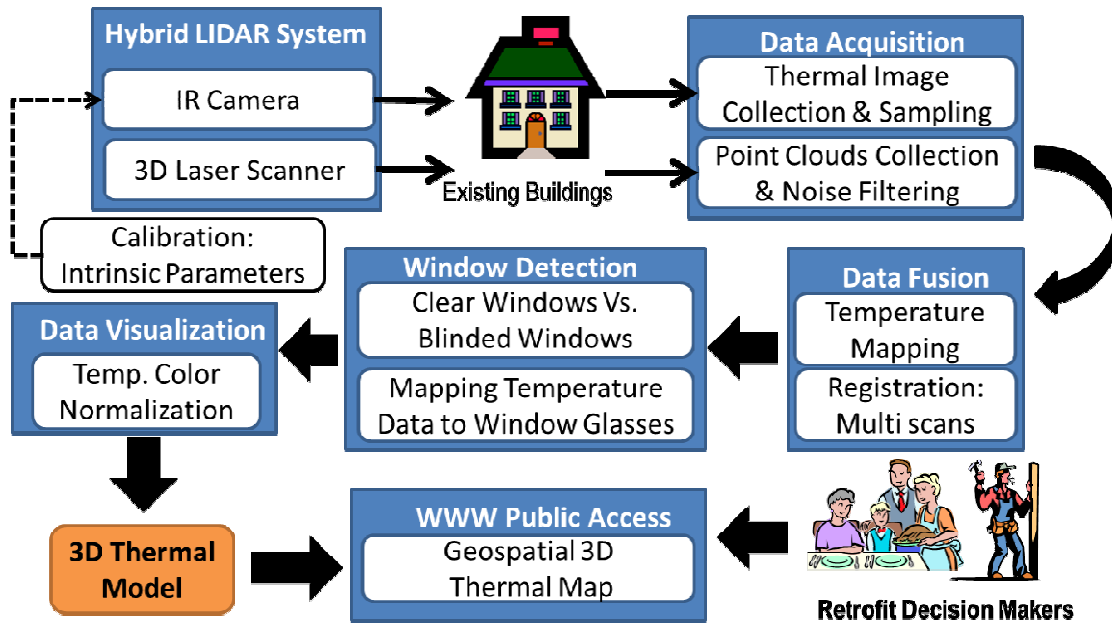 Hybrid LIDAR System
IR Camera
3D Laser Scanner
Existing Buildings
Data Acquisition
Thermal Image
Collection & Sampling
Point Clouds Collection
& Noise Filtering
Calibration:
Intrinsic Parameters
Data Fusion
Temperature
Mapping
Registration:
Multi scans
Window Detection
Clear Windows Vs.
Blinded Windows
Mapping Temperature
Data to Window Glasses
Data Visualization
Temp. Color
Normalization
3D Thermal
Model
WWW Public Access
Geospatial 3D
Thermal Map
Retrofit Decision Makers